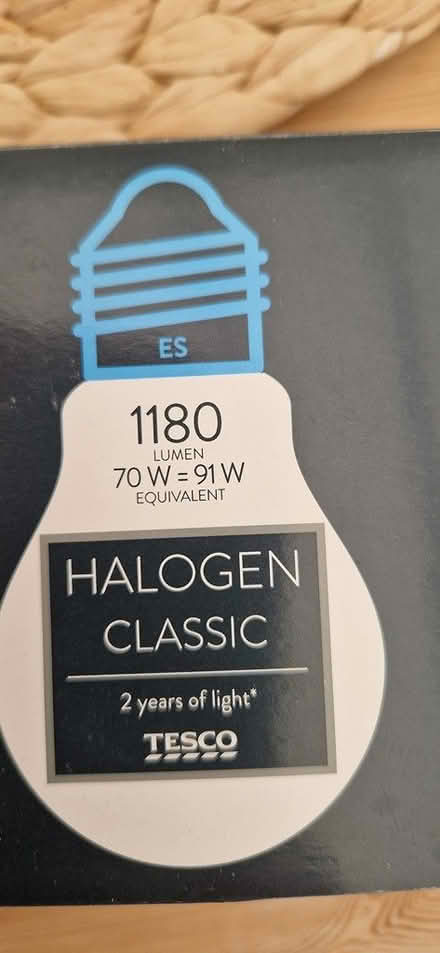 ES
1180
LUMEN
70 W = 91 W
EQUIVALENT
HALOGEN
CLASSIC
2 years of light*
TESCO